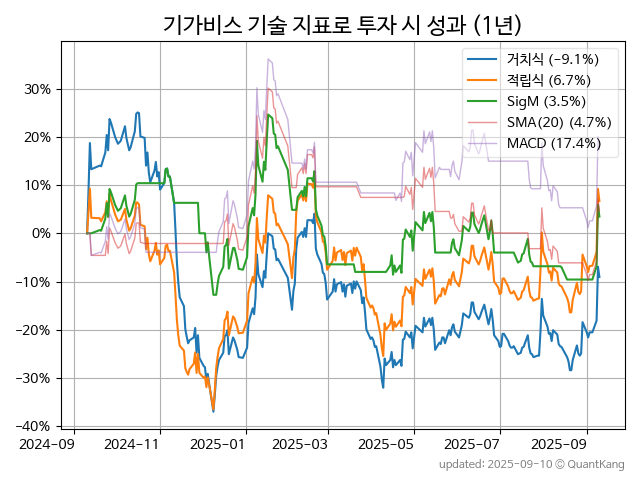 기가비스 기술 지표로 투자 시 성과 (1년)
거치식 (−9.1%)
적립식 (6.7%)
SigM (3.5%)
SMA(20) (4.7%)
MACD (17.4%)
30%
20%
10%
0%
−10%
−20%
−30%
−40%
2024-09
2024-11
2025-01
2025-03
2025-05
2025-07
2025-09
updated: 2025-09-10 © QuantKang